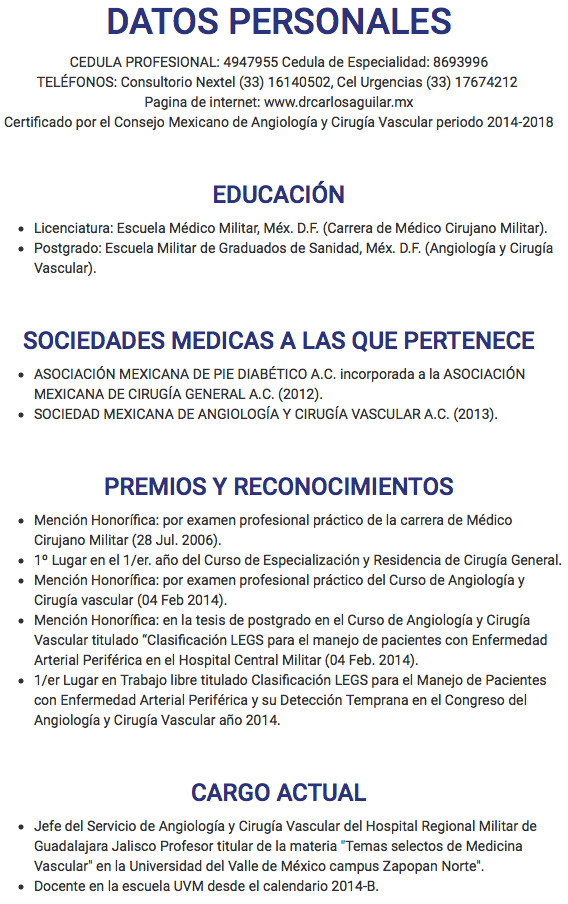 DATOS PERSONALES
CEDULA PROFESIONAL: 4947955 Cedula de Especialidad: 8693996
TELÉFONOS: Consultorio Nextel (33) 16140502, Cel Urgencias (33) 17674212
Pagina de internet: www.drcarlosaguilar.mx
Certificado por el Consejo Mexicano de Angiología y Cirugía Vascular periodo 2014-2018
EDUCACIÓN
• Licenciatura: Escuela Médico Militar, Méx. D.F. (Carrera de Médico Cirujano Militar).
• Postgrado: Escuela Militar de Graduados de Sanidad, Méx. D.F. (Angiología y Cirugía
Vascular).
SOCIEDADES MEDICAS A LAS QUE PERTENECE
• ASOCIACIÓN MEXICANA DE PIE DIABÉTICO A.C. incorporada a la ASOCIACIÓN
MEXICANA DE CIRUGÍA GENERAL A.C. (2012).
• SOCIEDAD MEXICANA DE ANGIOLOGÍA Y CIRUGÍA VASCULAR A.C. (2013).
PREMIOS Y RECONOCIMIENTOS
• Mención Honorífica: por examen profesional práctico de la carrera de Médico
Cirujano Militar (28 Jul. 2006).
• 1º Lugar en el 1/er. año del Curso de Especialización y Residencia de Cirugía General.
• Mención Honorífica: por examen profesional práctico del Curso de Angiología y
Cirugía vascular (04 Feb 2014).
• Mención Honorífica: en la tesis de postgrado en el Curso de Angiología y Cirugía
Vascular titulado “Clasificación LEGS para el manejo de pacientes con Enfermedad
Arterial Periférica en el Hospital Central Militar (04 Feb. 2014).
• 1/er Lugar en Trabajo libre titulado Clasificación LEGS para el Manejo de Pacientes
con Enfermedad Arterial Periférica y su Detección Temprana en el Congreso del
Angiología y Cirugía Vascular año 2014.
CARGO ACTUAL
• Jefe del Servicio de Angiología y Cirugía Vascular del Hospital Regional Militar de
Guadalajara Jalisco Profesor titular de la materia "Temas selectos de Medicina
Vascular" en la Universidad del Valle de México campus Zapopan Norte".
• Docente en la escuela UVM desde el calendario 2014-B.